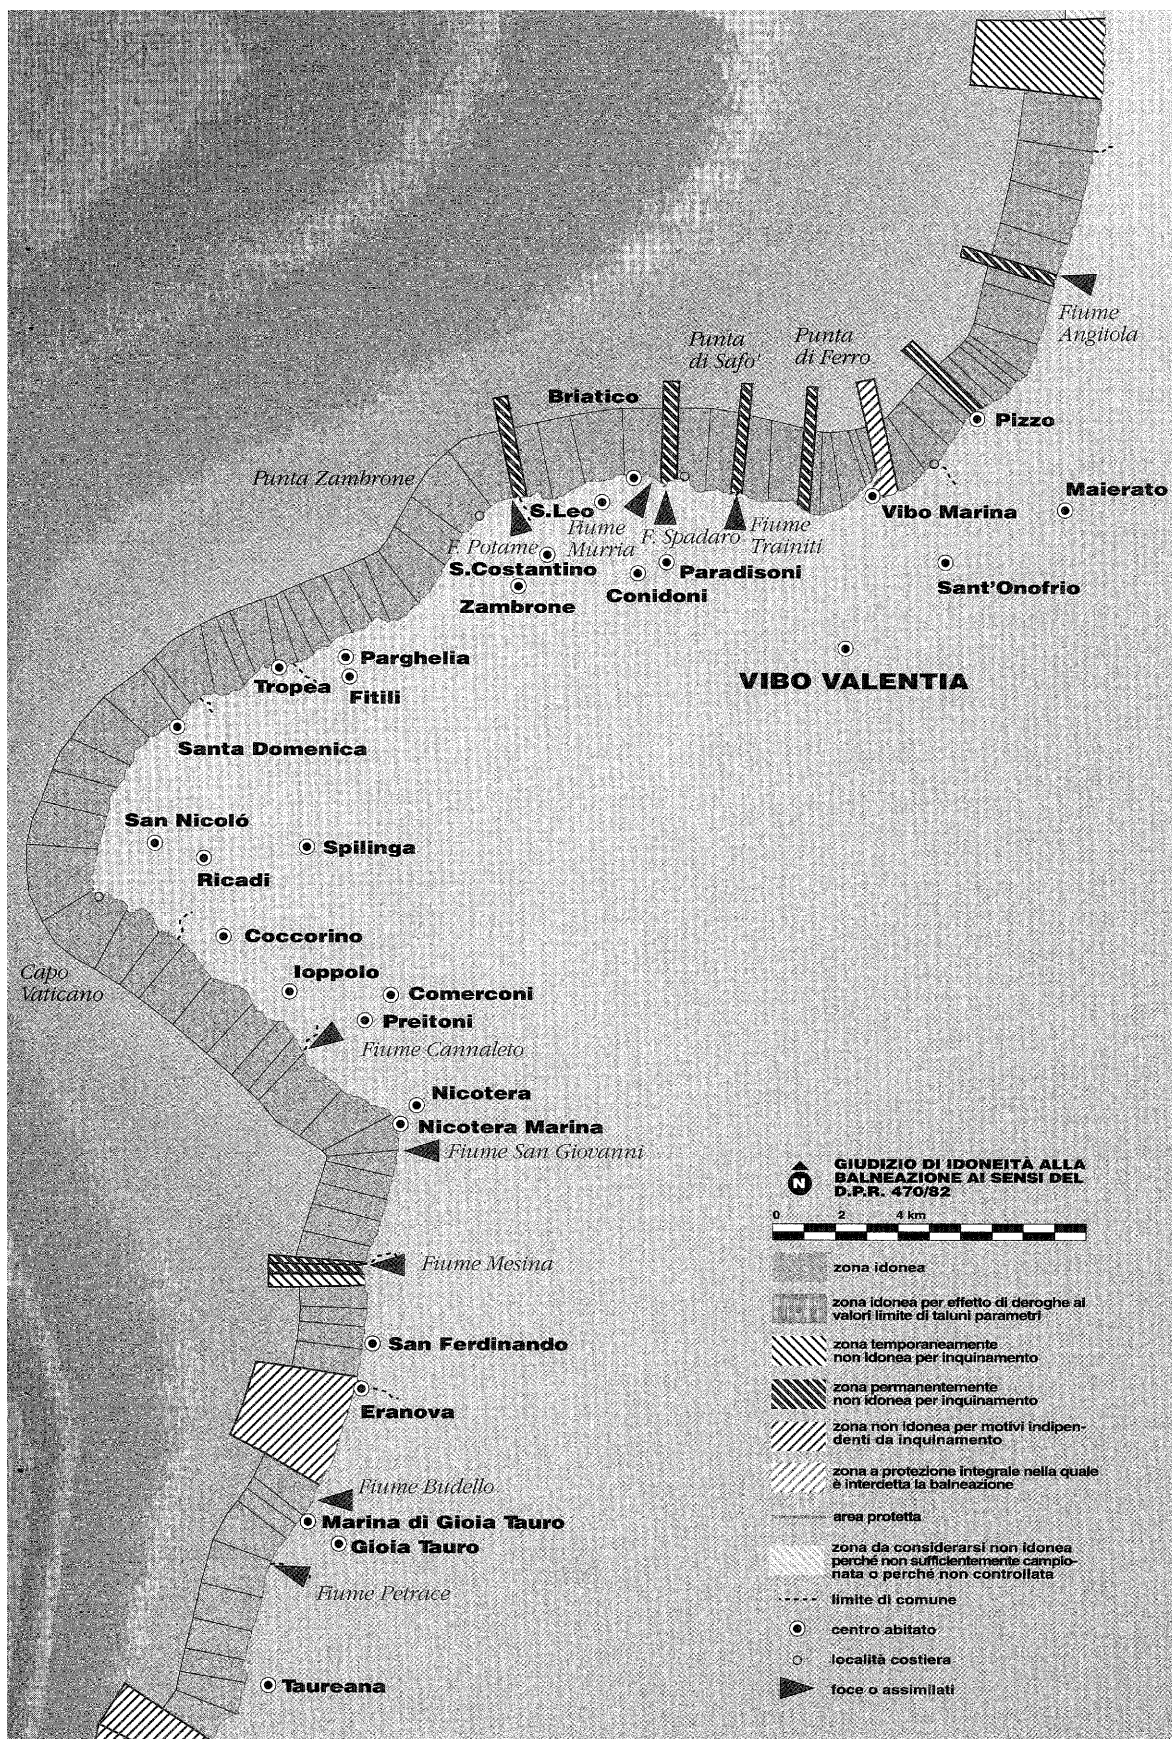 Fiume
Angitola
Punta
di Safo'
Punta
di Ferro
Briatico
Pizzo
Punta Zambrone
Maierato
S.Leo
Vibo Marina
F. Potame
Fiume
Murria
F. Spadaro
Fiume
Trainiti
S.Costantino
Paradisoni
Zambrone
Conidoni
Sant'Onofrio
Parghelia
Tropea
Fitili
VIBO VALENTIA
Santa Domenica
San Nicoló
Spilinga
Ricadi
Coccorino
Capo
Vaticano
Ioppolo
Comerconi
Preitoni
Fiume Cannaleto
Nicotera
Nicotera Marina
Fiume San Giovanni
Fiume Mesina
San Ferdinando
Eranova
Fiume Budello
Marina di Gioia Tauro
Gioia Tauro
Fiume Petrace
Taureana
N
GIUDIZIO DI IDONEITÀ ALLA
BALNEAZIONE AI SENSI DEL
D.P.R. 470/82
0 2 4 km
zona idonea
zona idonea per effetto di deroghe ai
valori limite di taluni parametri
zona temporaneamente
non idonea per inquinamento
zona permanentemente
non idonea per inquinamento
zona non idonea per motivi indipen-
denti da inquinamento
zona a protezione integrale nella quale
è interdetta la balneazione
area protetta
zona da considerarsi non idonea
perché non sufficientemente campio-
nata o perché non controllata
limite di comune
centro abitato
località costiera
foce o assimilati